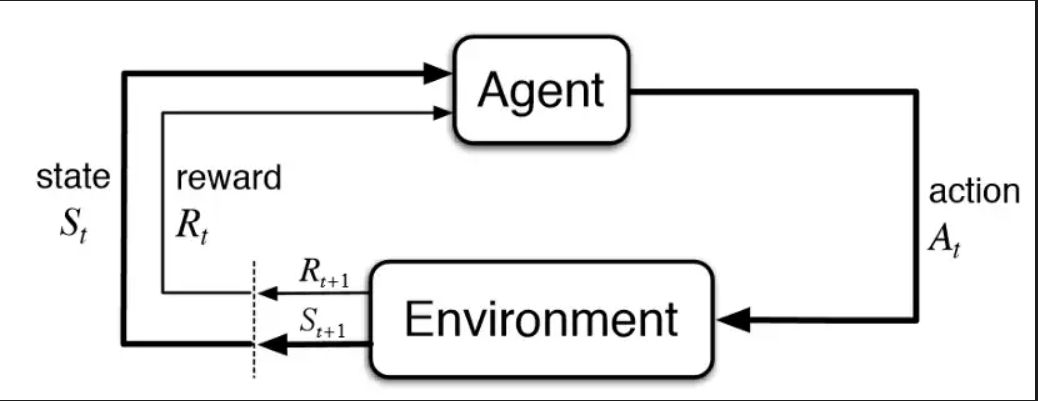 Agent
state
S_t
reward
R_t
action
A_t
R_{t+1}
S_{t+1}
Environment